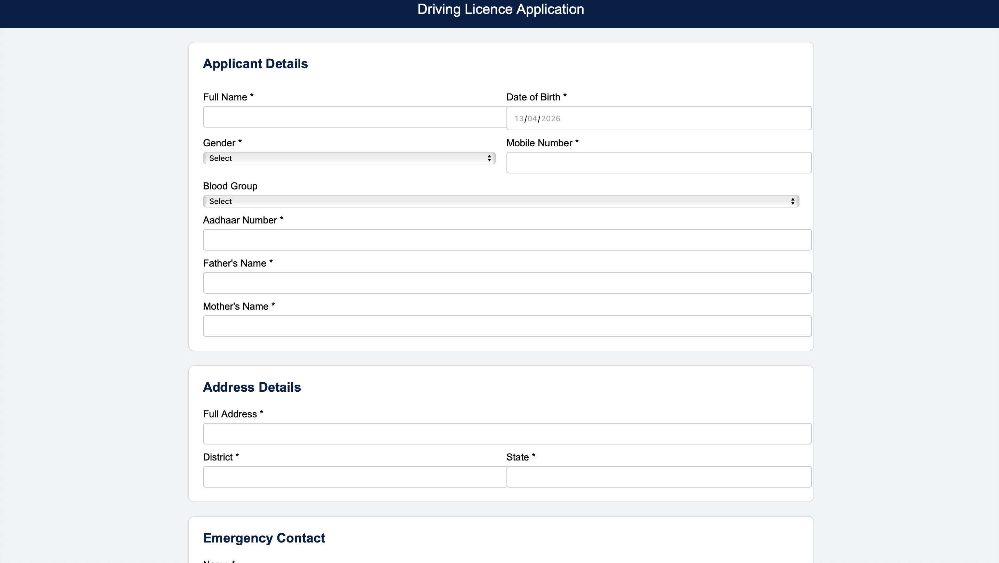 Driving Licence Application
Applicant Details
Full Name * Date of Birth *
13/04/2026
Gender * Mobile Number *
Select
Blood Group
Select
Aadhaar Number *
Father's Name *
Mother's Name *
Address Details
Full Address *
District * State *
Emergency Contact
Name *